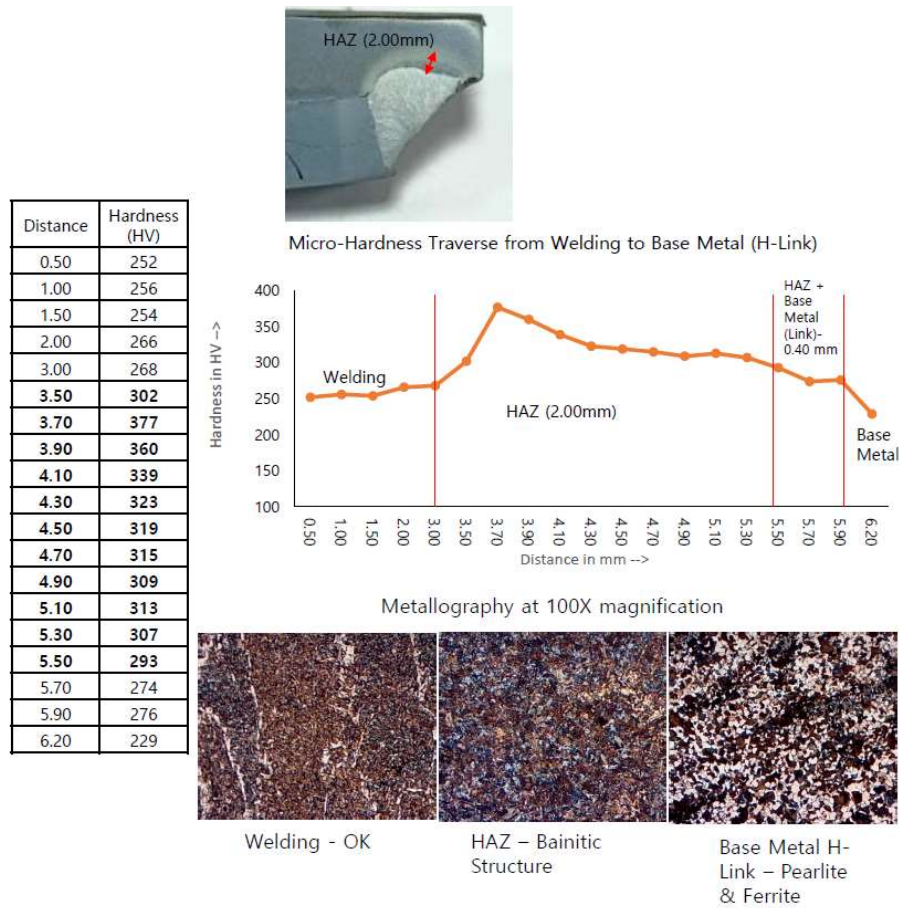 HAZ (2.00mm)
Micro-Hardness Traverse from Welding to Base Metal (H-Link)
Distance Hardness (HV)
0.50 252
1.00 256
1.50 254
2.00 266
3.00 268
3.50 302
3.70 377
3.90 360
4.10 339
4.30 323
4.50 319
4.70 315
4.90 309
5.10 313
5.30 307
5.50 293
5.70 274
5.90 276
6.20 229
Hardness in HV -->
400
350
300
250
200
150
100
Welding
HAZ (2.00mm)
HAZ +
Base
Metal
(Link)-
0.40 mm
Base
Metal
0.50 1.00 1.50 2.00 3.00 3.50 3.70 3.90 4.10 4.30 4.50 4.70 4.90 5.10 5.30 5.50 5.70 5.90 6.20
Distance in mm -->
Metallography at 100X magnification
Welding - OK
HAZ – Bainitic
Structure
Base Metal H-
Link – Pearlite
& Ferrite